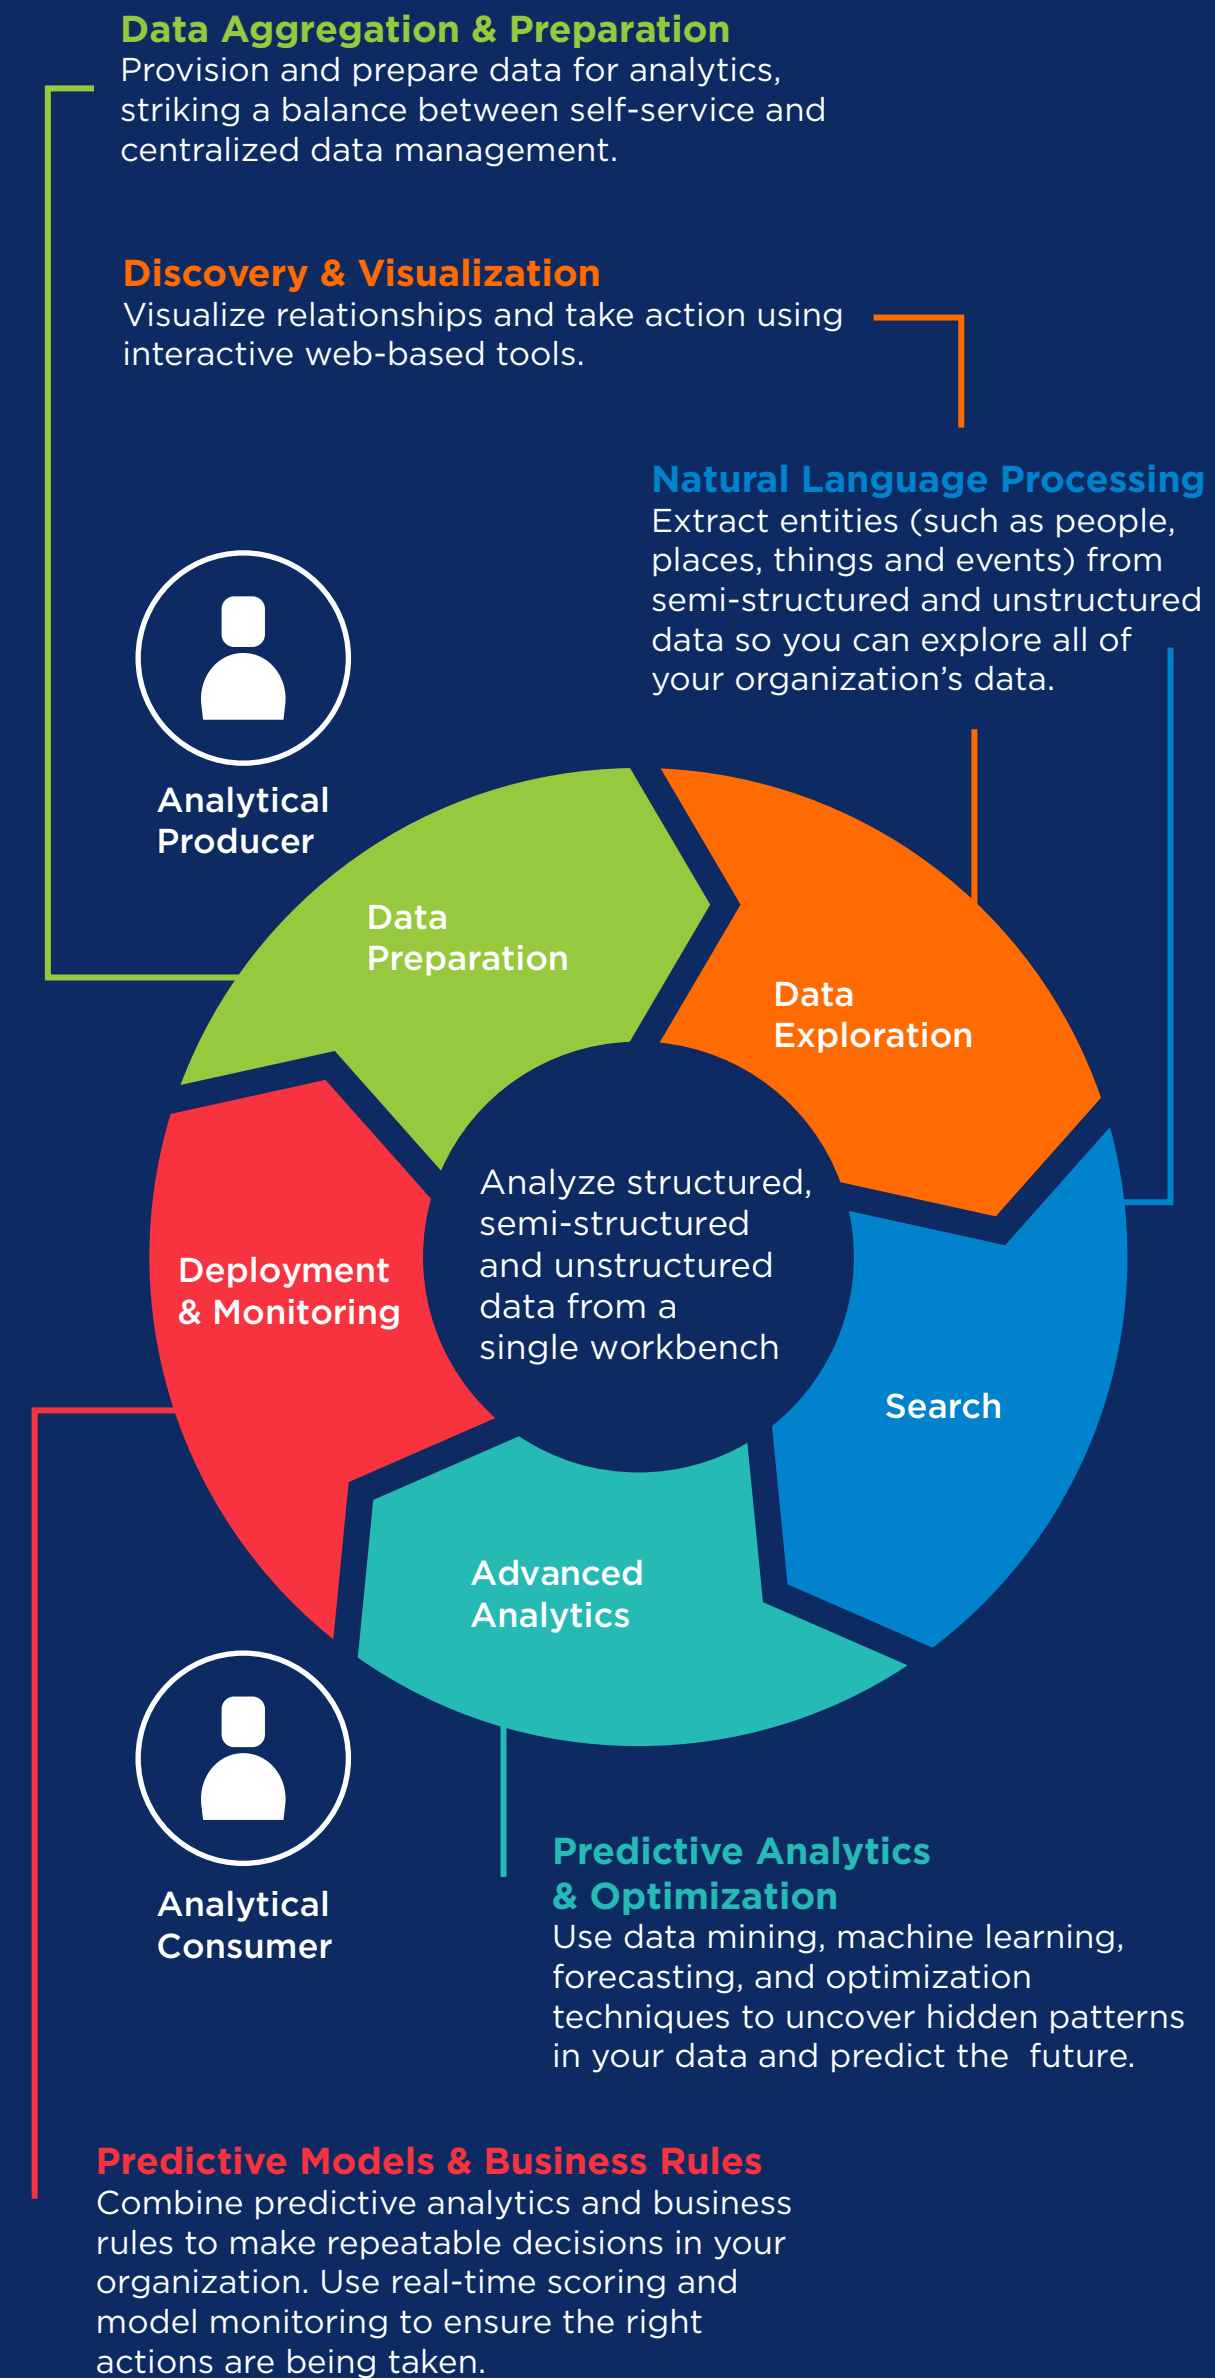 Data Aggregation & Preparation
Provision and prepare data for analytics,
striking a balance between self-service and
centralized data management.
Discovery & Visualization
Visualize relationships and take action using
interactive web-based tools.
Natural Language Processing
Extract entities (such as people,
places, things and events) from
semi-structured and unstructured
data so you can explore all of
your organization’s data.
Analytical
Producer
Data
Preparation
Data
Exploration
Analyze structured,
semi-structured
and unstructured
data from a
single workbench
Deployment
& Monitoring
Search
Advanced
Analytics
Analytical
Consumer
Predictive Analytics
& Optimization
Use data mining, machine learning,
forecasting, and optimization
techniques to uncover hidden patterns
in your data and predict the  future.
Predictive Models & Business Rules
Combine predictive analytics and business
rules to make repeatable decisions in your
organization. Use real-time scoring and
model monitoring to ensure the right
actions are being taken.